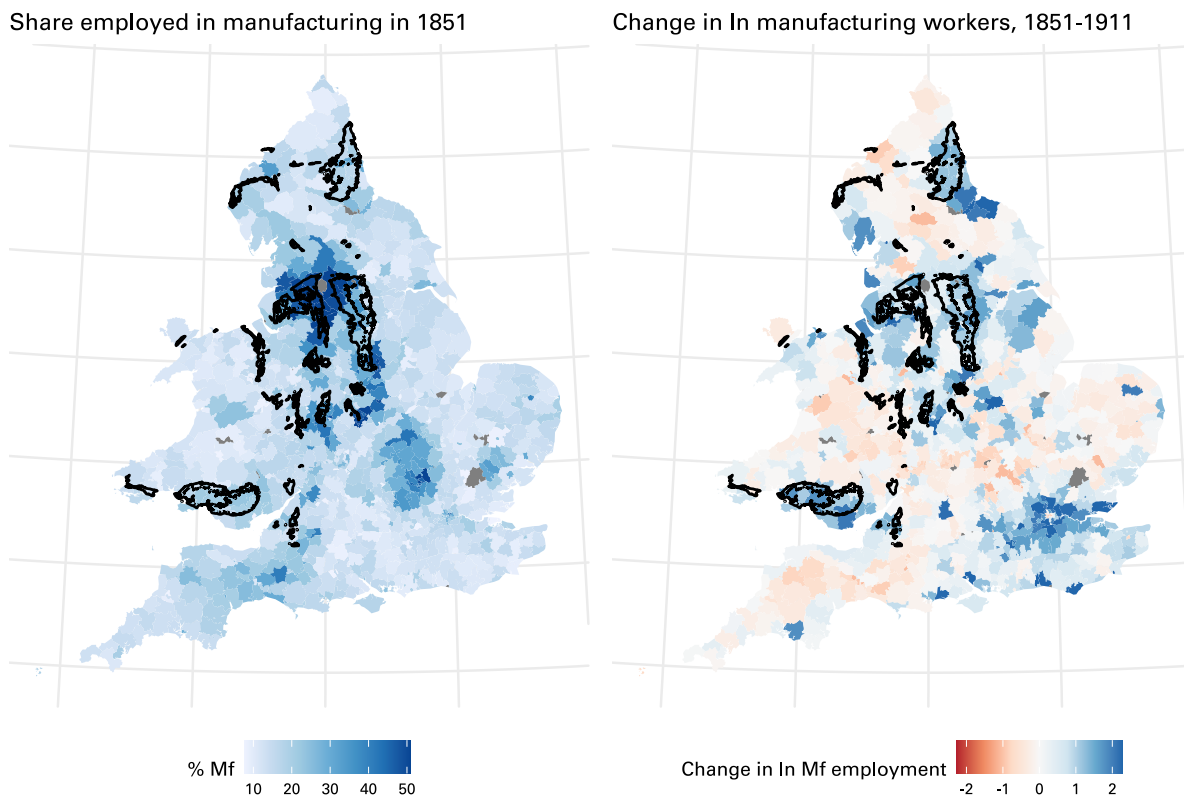 Share employed in manufacturing in 1851
Change in ln manufacturing workers, 1851-1911
% Mf
10 20 30 40 50
Change in ln Mf employment
-2 -1 0 1 2